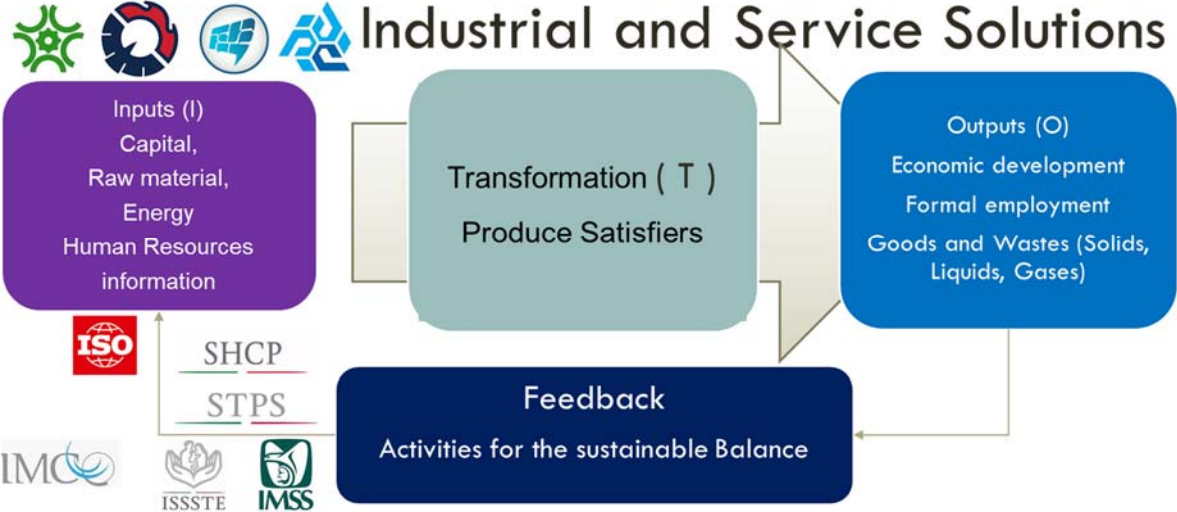 Industrial and Service Solutions
Inputs (I)
Capital,
Raw material,
Energy
Human Resources
information
Transformation ( T )
Produce Satisfiers
Outputs (O)
Economic development
Formal employment
Goods and Wastes (Solids,
Liquids, Gases)
ISO
SHCP
STPS
IMCO
ISSSTE
IMSS
Feedback
Activities for the sustainable Balance